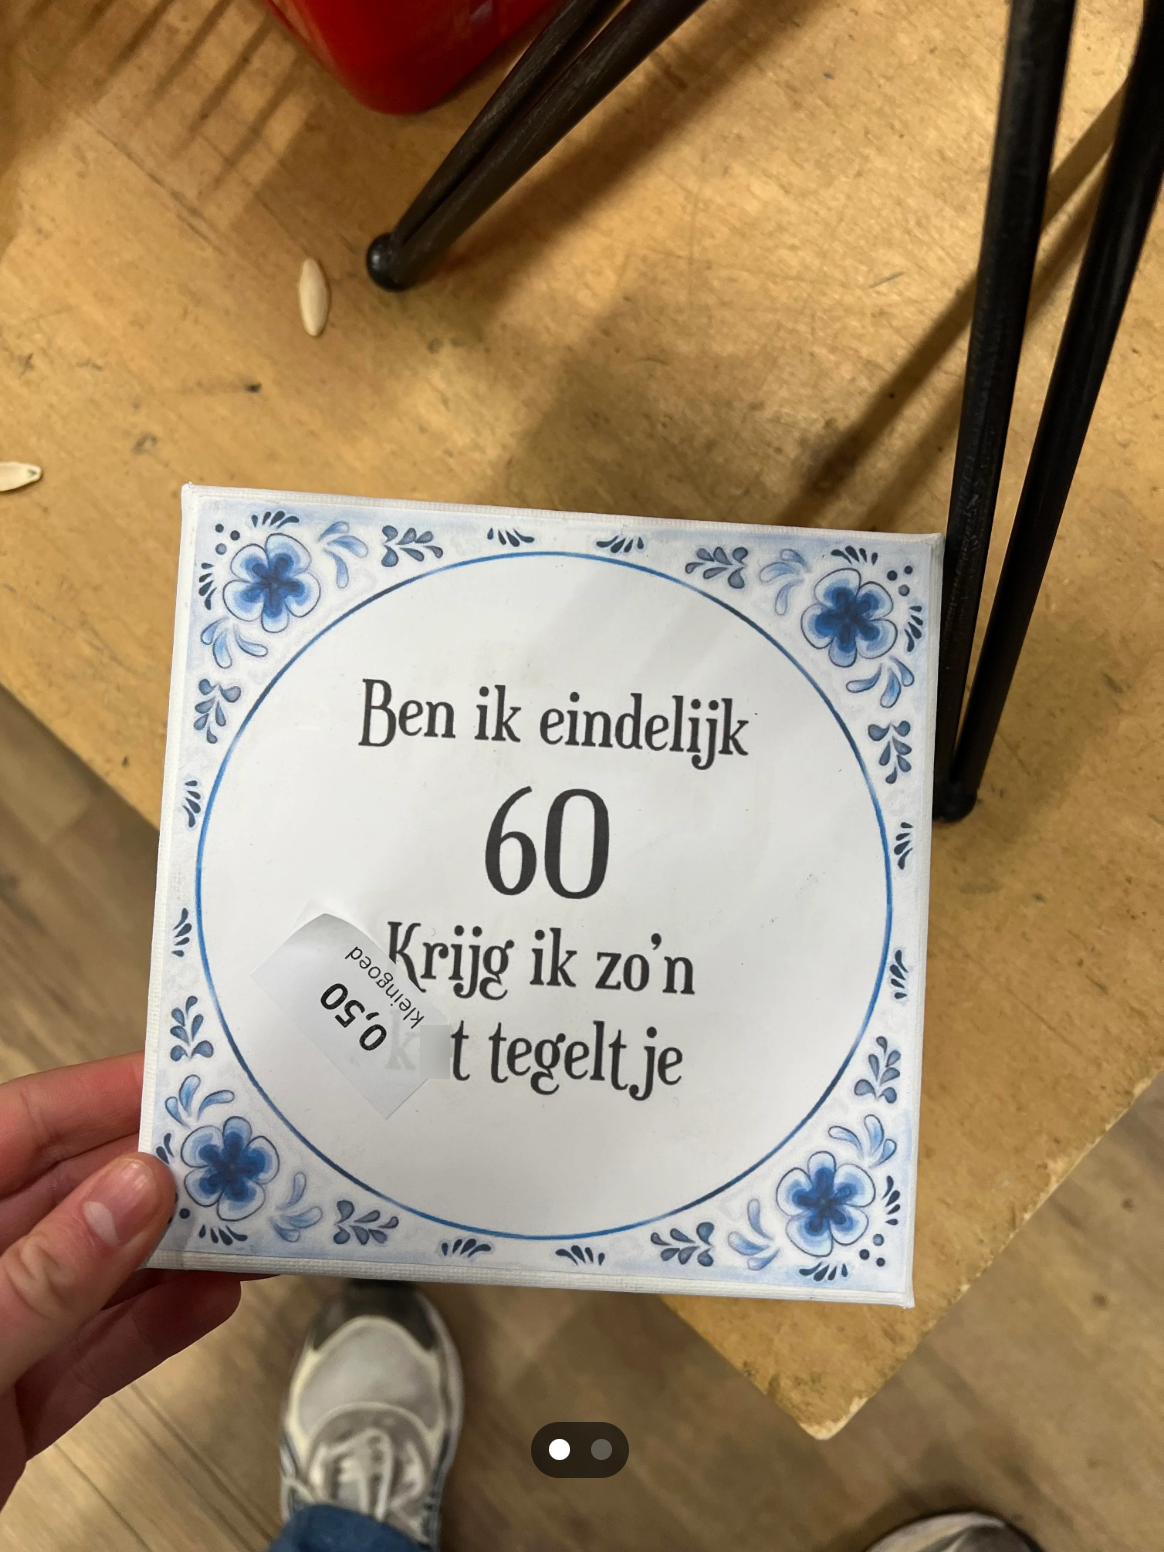 Ben ik eindelijk
60
Krijg ik zo'n
tegeltje
kleingoed
0,50